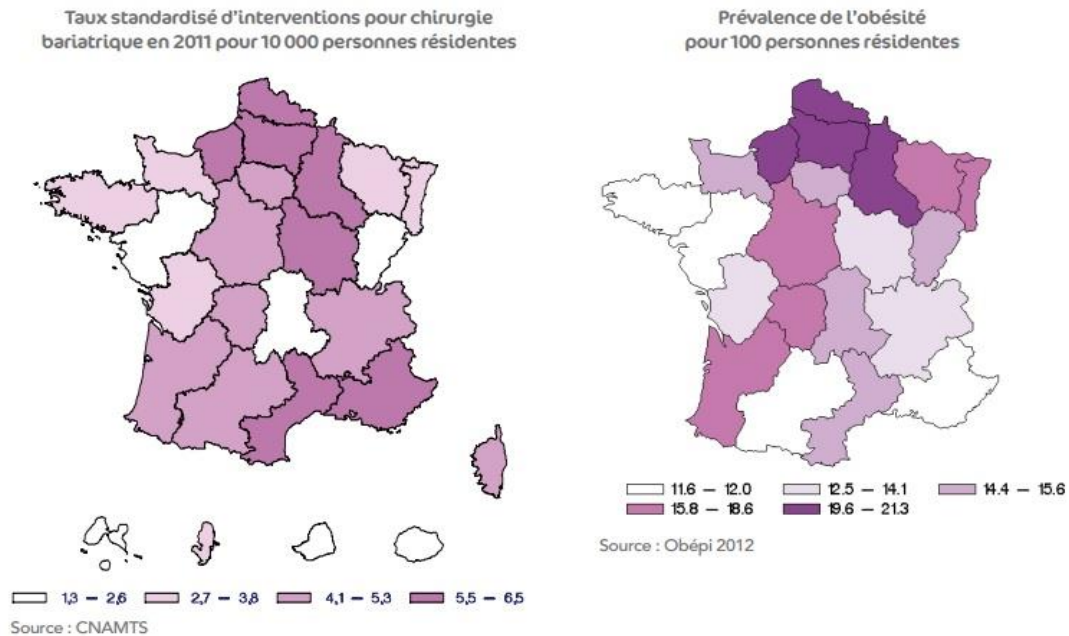 Taux standardisé d'interventions pour chirurgie
bariatrique en 2011 pour 10 000 personnes résidentes
1,3 – 2,6
2,7 – 3,8
4,1 – 5,3
5,5 – 6,5
Source : CNAMTS
Prévalence de l'obésité
pour 100 personnes résidentes
11.6 – 12.0
12.5 – 14.1
14.4 – 15.6
15.8 – 18.6
19.6 – 21.3
Source : Obépi 2012